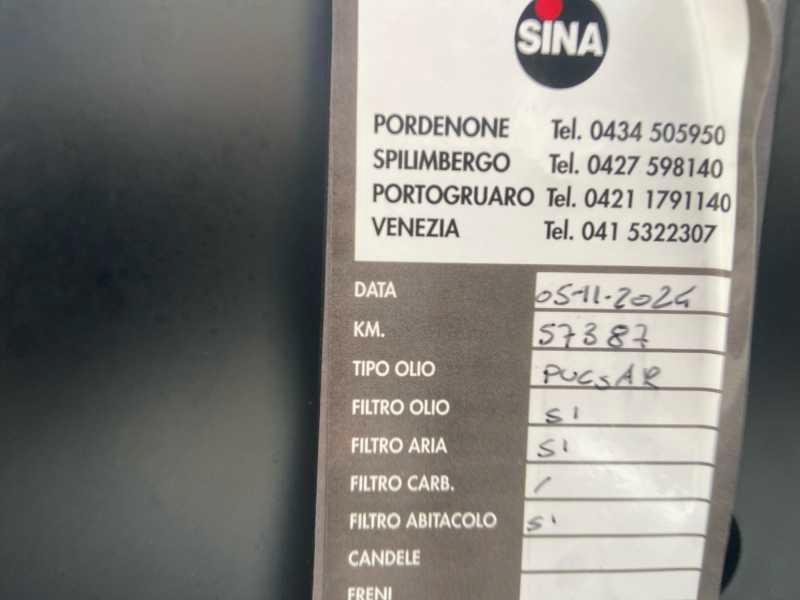 SINA
PORDENONE Tel. 0434 505950
SPILIMBERGO Tel. 0427 598140
PORTOGRUARO Tel. 0421 1791140
VENEZIA Tel. 041 5322307
DATA 05-11-2024
KM. 57387
TIPO OLIO
FILTRO OLIO SI
FILTRO ARIA SI
FILTRO CARB. /
FILTRO ABITACOLO SI
CANDELE
FRENI